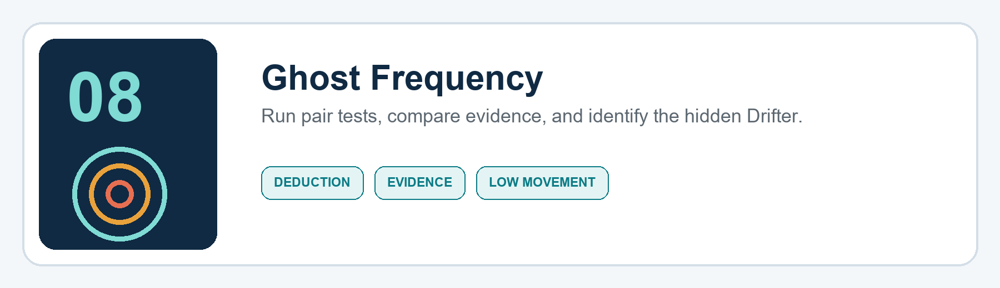 08
Ghost Frequency
Run pair tests, compare evidence, and identify the hidden Drifter.
DEDUCTION
EVIDENCE
LOW MOVEMENT